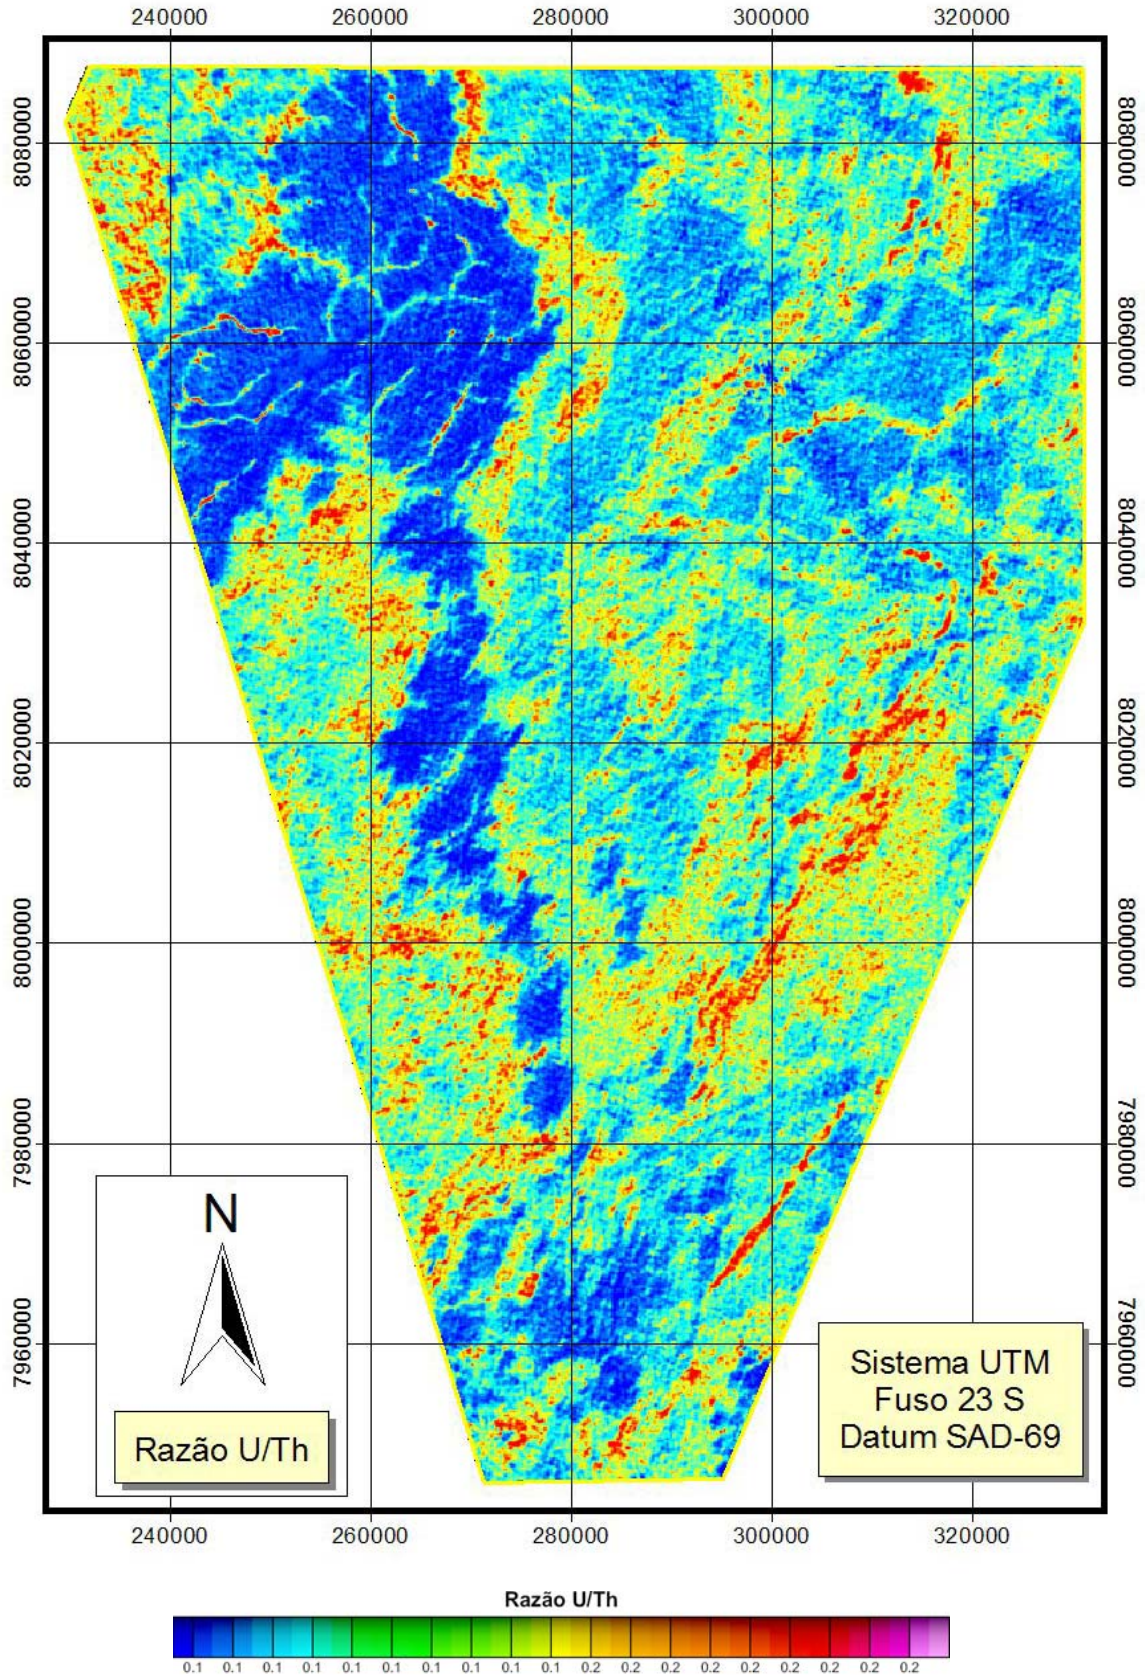 240000 260000 280000 300000 320000
8080000 8080000
8060000 8060000
8040000 8040000
8020000 8020000
8000000 8000000
7980000 7980000
7960000 7960000
N
Razão U/Th
Sistema UTM
Fuso 23 S
Datum SAD-69
240000 260000 280000 300000 320000
Razão U/Th
0.1 0.1 0.1 0.1 0.1 0.1 0.1 0.1 0.1 0.1 0.2 0.2 0.2 0.2 0.2 0.2 0.2 0.2 0.2